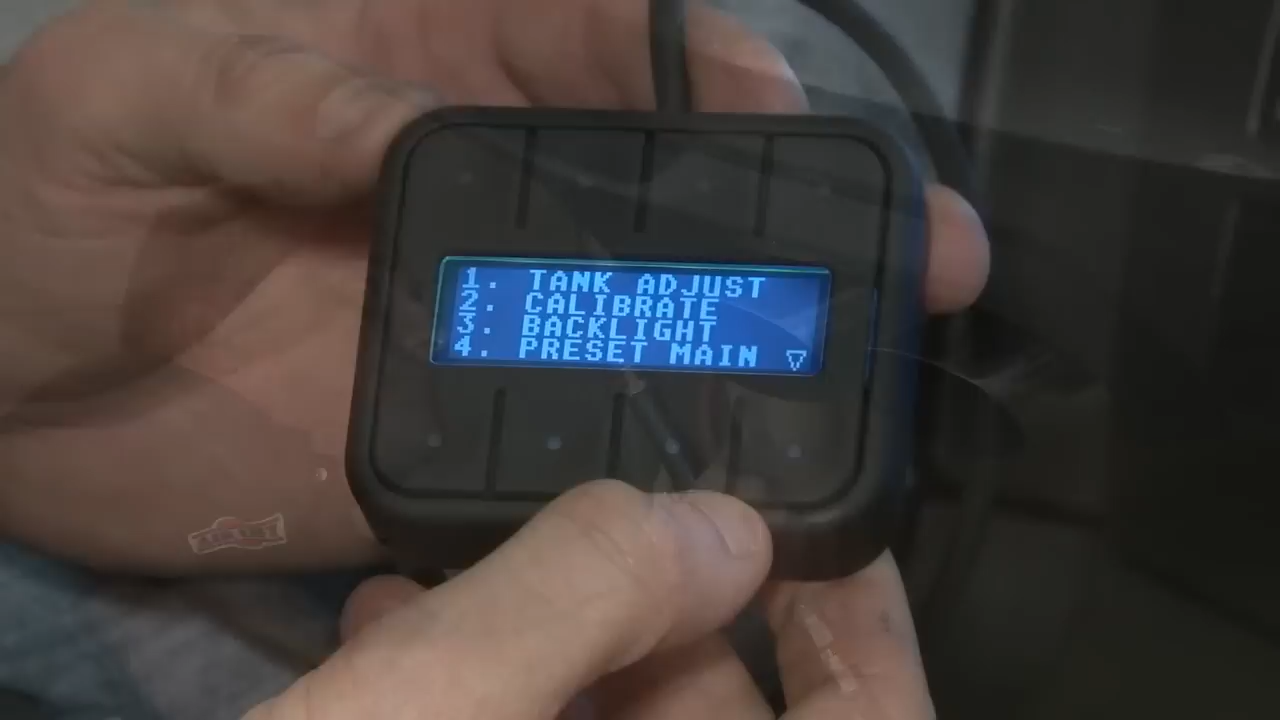 1. TANK ADJUST
2. CALIBRATE
3. BACKLIGHT
4. PRESET MAIN